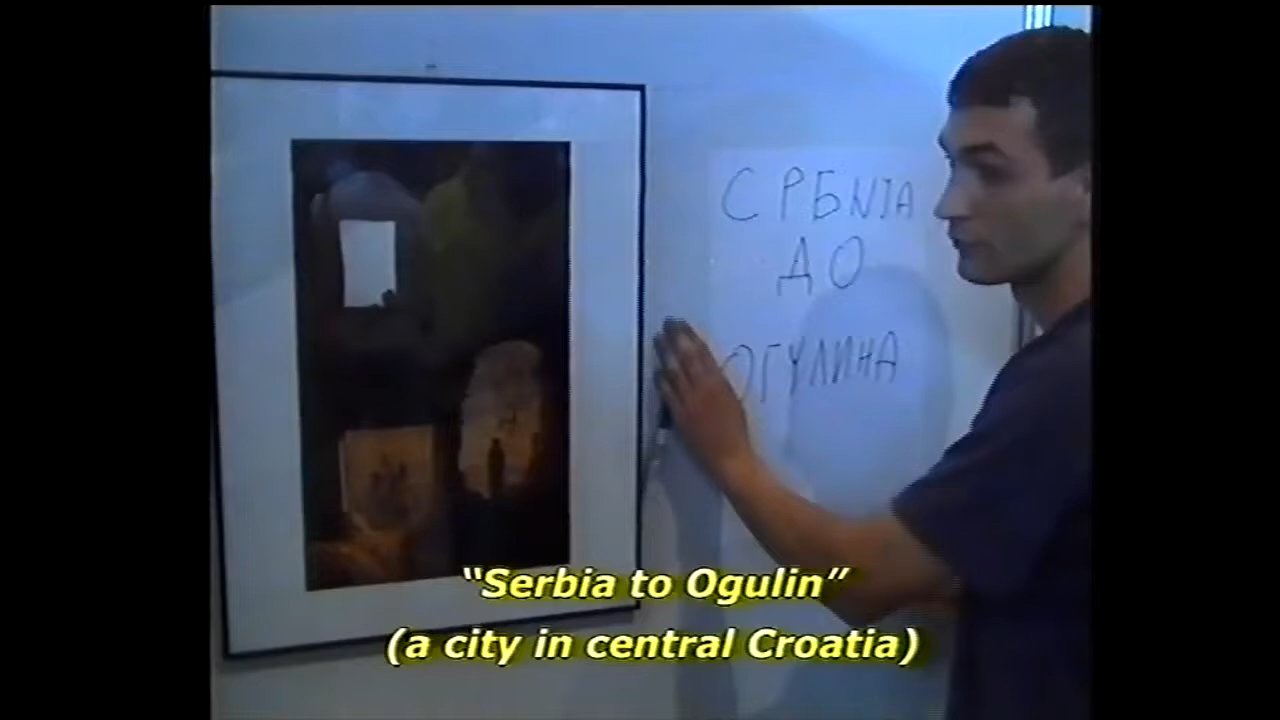 СРБИЈА
ДО
ОГУЛИНА
“Serbia to Ogulin”
(a city in central Croatia)